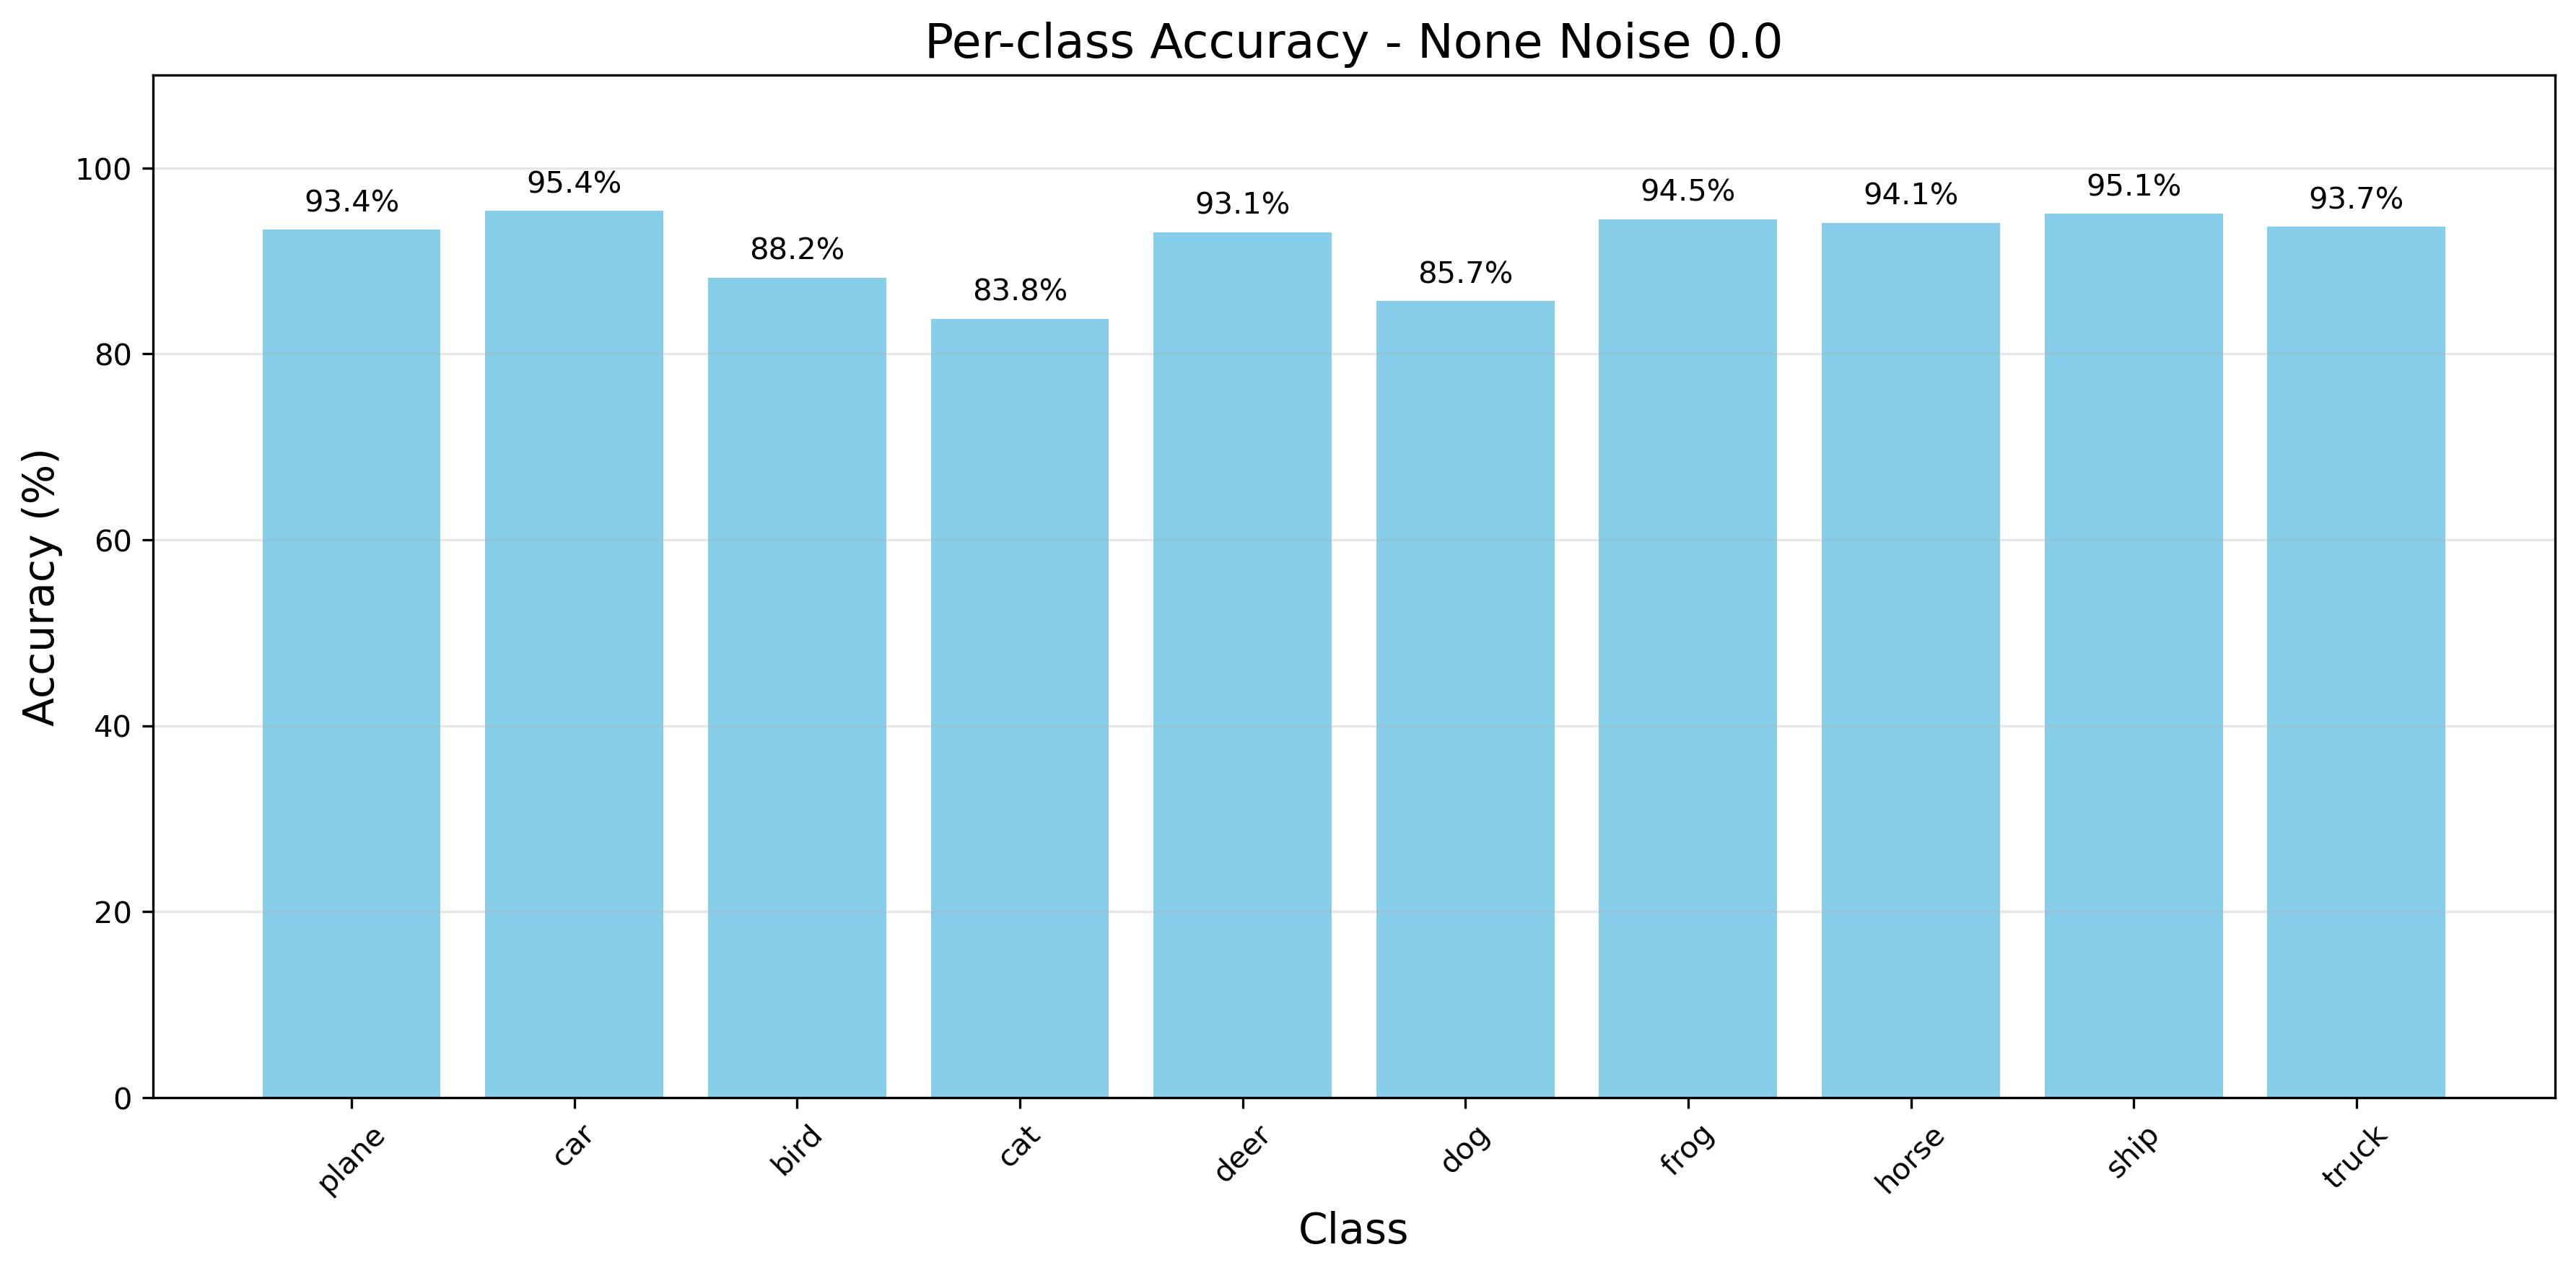 Per-class Accuracy - None Noise 0.0
Accuracy (%)
100
80
60
40
20
0
93.4%
95.4%
88.2%
83.8%
93.1%
85.7%
94.5%
94.1%
95.1%
93.7%
plane
car
bird
cat
deer
dog
frog
horse
ship
truck
Class